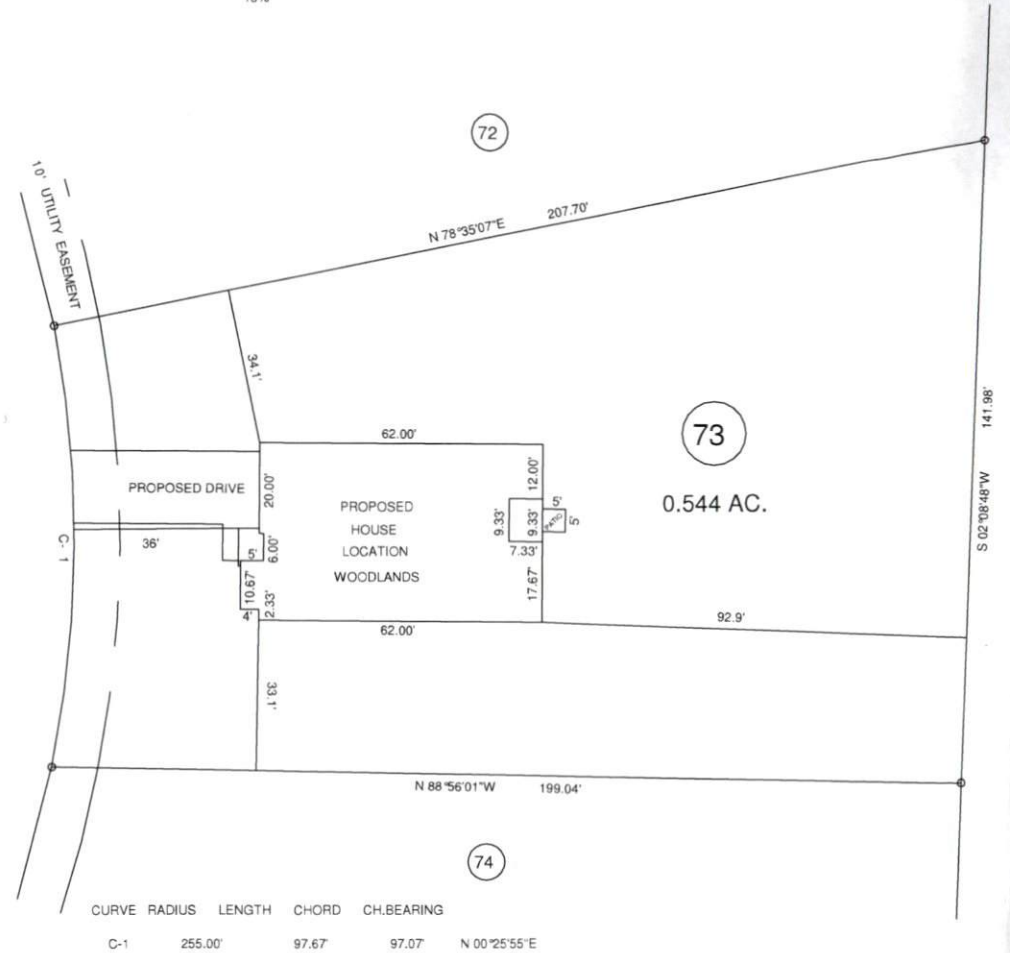 72
10' UTILITY EASEMENT
N 78°35'07"E 207.70'
34.1'
141.98'
S 02°08'48"W
73
0.544 AC.
62.00'
PROPOSED DRIVE
20.00'
12.00'
PROPOSED
HOUSE
LOCATION
WOODLANDS
9.33'
9.33'
5'
PATIO
5'
7.33'
17.67'
C-1
36'
5'
6.00'
10.67'
2.33'
4'
62.00'
92.9'
33.1'
N 88°56'01"W 199.04'
74
CURVE RADIUS LENGTH CHORD CH.BEARING
C-1 255.00' 97.67' 97.07' N 00°25'55"E